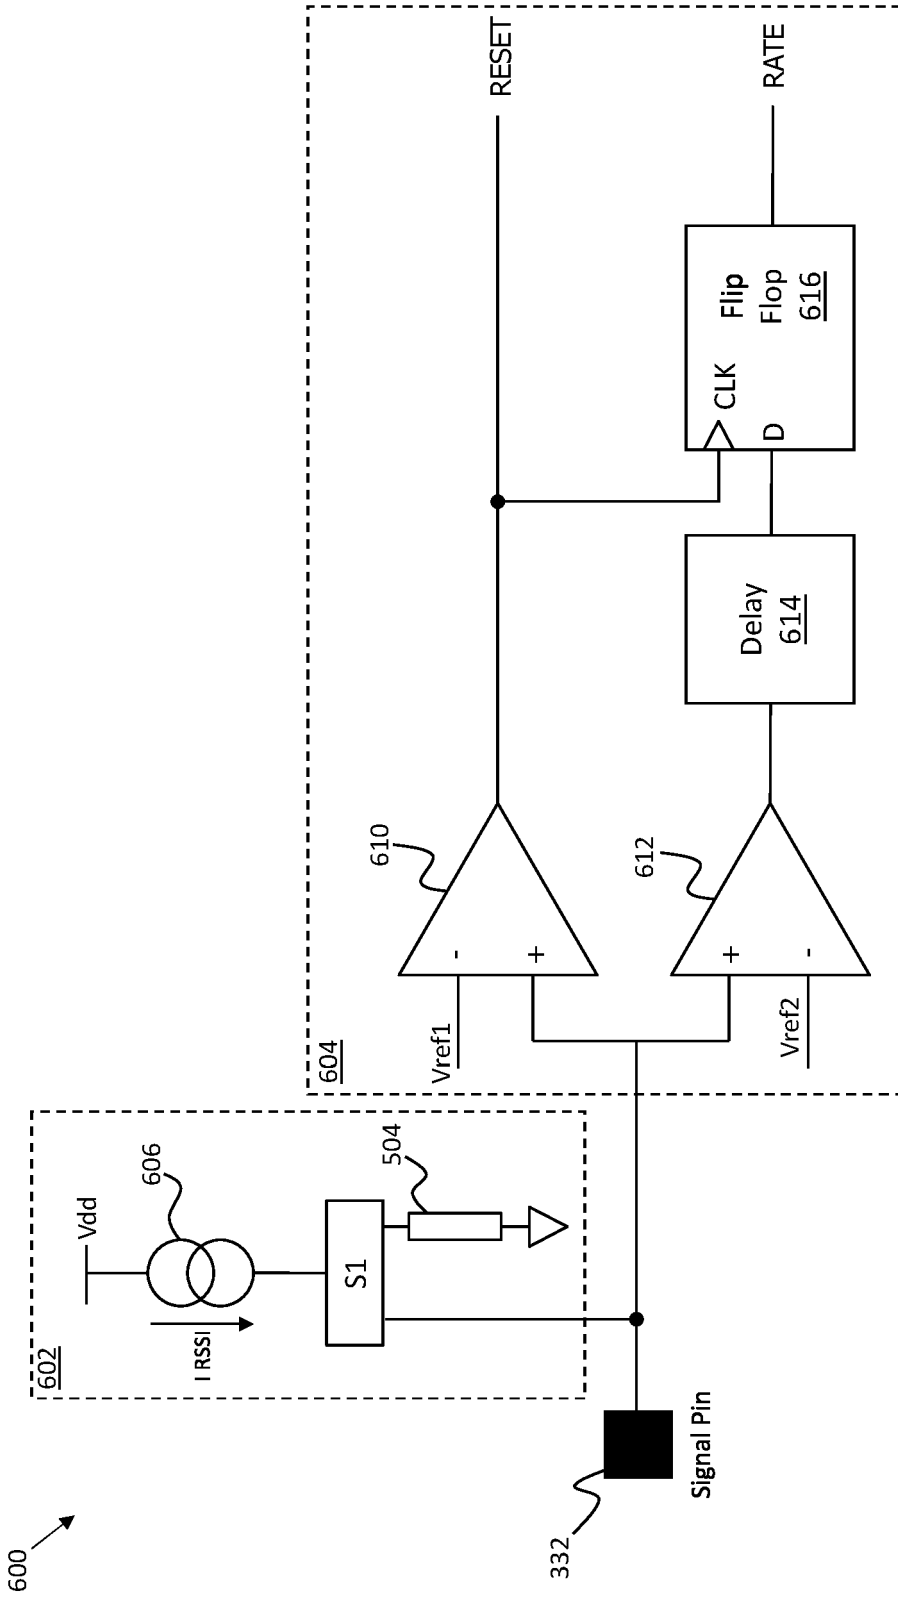 600
602
Vdd
606
I RSSI
S1
504
332
Signal Pin
604
Vref1
-
+
610
RESET
+
-
Vref2
612
Delay
614
CLK
D
Flip
Flop
616
RATE